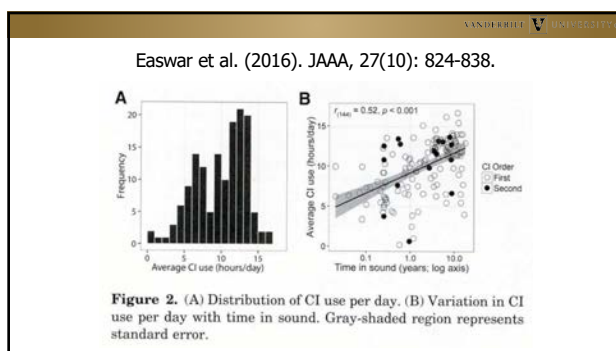 VANDERBILT V UNIVERSITY
Easwar et al. (2016). JAAA, 27(10): 824-838.
A
20
15
10
5
0
Frequency
0 5 10 15
Average CI use (hours/day)
B
r(144) = 0.52, p < 0.001
15
10
5
0
Average CI use (hours/day)
0.1 1.0 10.0
Time in sound (years; log axis)
CI Order
First
Second
Figure 2. (A) Distribution of CI use per day. (B) Variation in CI
use per day with time in sound. Gray-shaded region represents
standard error.